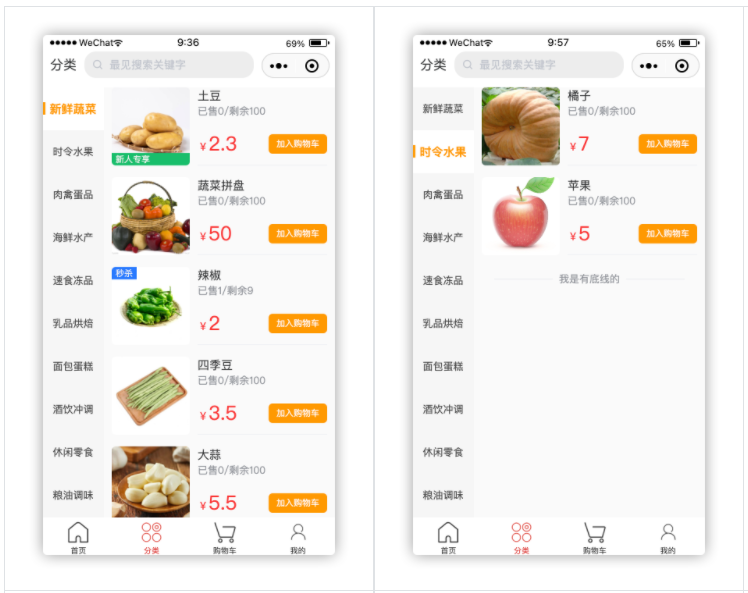 WeChat
9:36
69%
分类
最见搜索关键字
新鲜蔬菜
时令水果
肉禽蛋品
海鲜水产
速食冻品
乳品烘焙
面包蛋糕
酒饮冲调
休闲零食
粮油调味
新人专享
土豆
已售0/剩余100
¥2.3
加入购物车
蔬菜拼盘
已售0/剩余100
¥50
加入购物车
秒杀
辣椒
已售1/剩余9
¥2
加入购物车
四季豆
已售0/剩余100
¥3.5
加入购物车
大蒜
已售0/剩余100
¥5.5
加入购物车
首页
分类
购物车
我的
WeChat
9:57
65%
分类
最见搜索关键字
新鲜蔬菜
时令水果
肉禽蛋品
海鲜水产
速食冻品
乳品烘焙
面包蛋糕
酒饮冲调
休闲零食
粮油调味
橘子
已售0/剩余100
¥7
加入购物车
苹果
已售0/剩余100
¥5
加入购物车
我是有底线的
首页
分类
购物车
我的